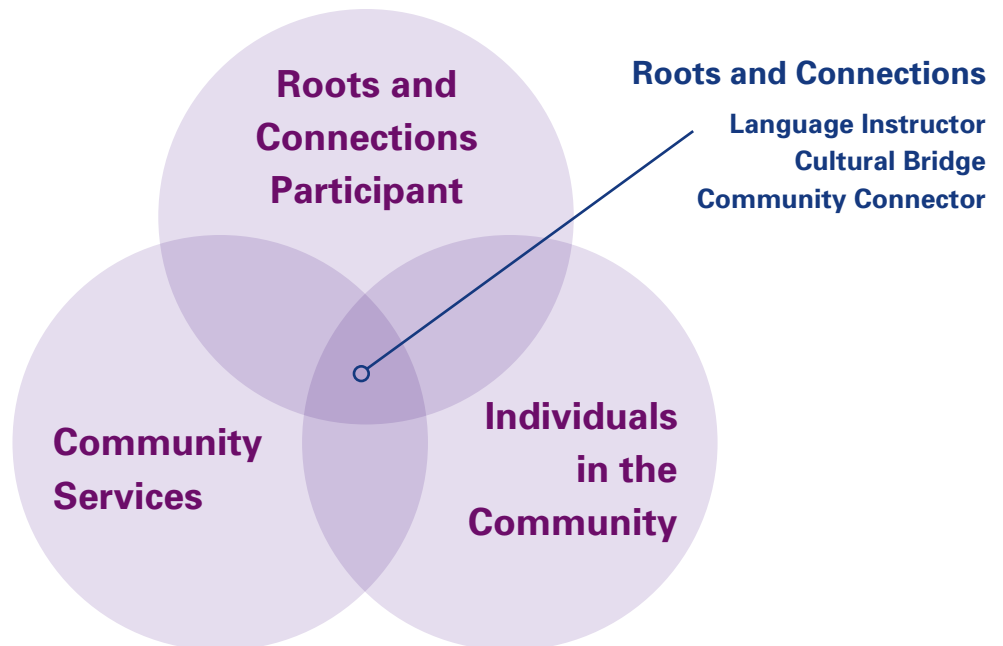 Roots and
Connections
Participant
Roots and Connections
Language Instructor
Cultural Bridge
Community Connector
Community
Services
Individuals
in the
Community